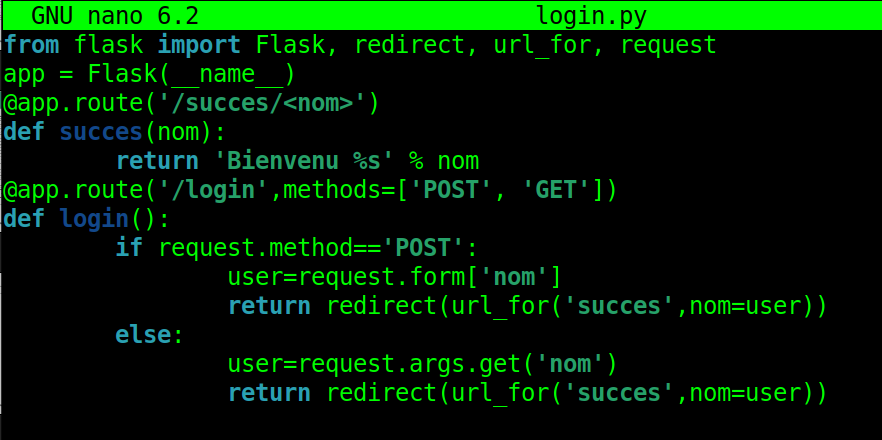 GNU nano 6.2 login.py
from flask import Flask, redirect, url_for, request
app = Flask(__name__)
@app.route('/succes/<nom>')
def succes(nom):
        return 'Bienvenu %s' % nom
@app.route('/login',methods=['POST', 'GET'])
def login():
        if request.method=='POST':
                user=request.form['nom']
                return redirect(url_for('succes',nom=user))
        else:
                user=request.args.get('nom')
                return redirect(url_for('succes',nom=user))